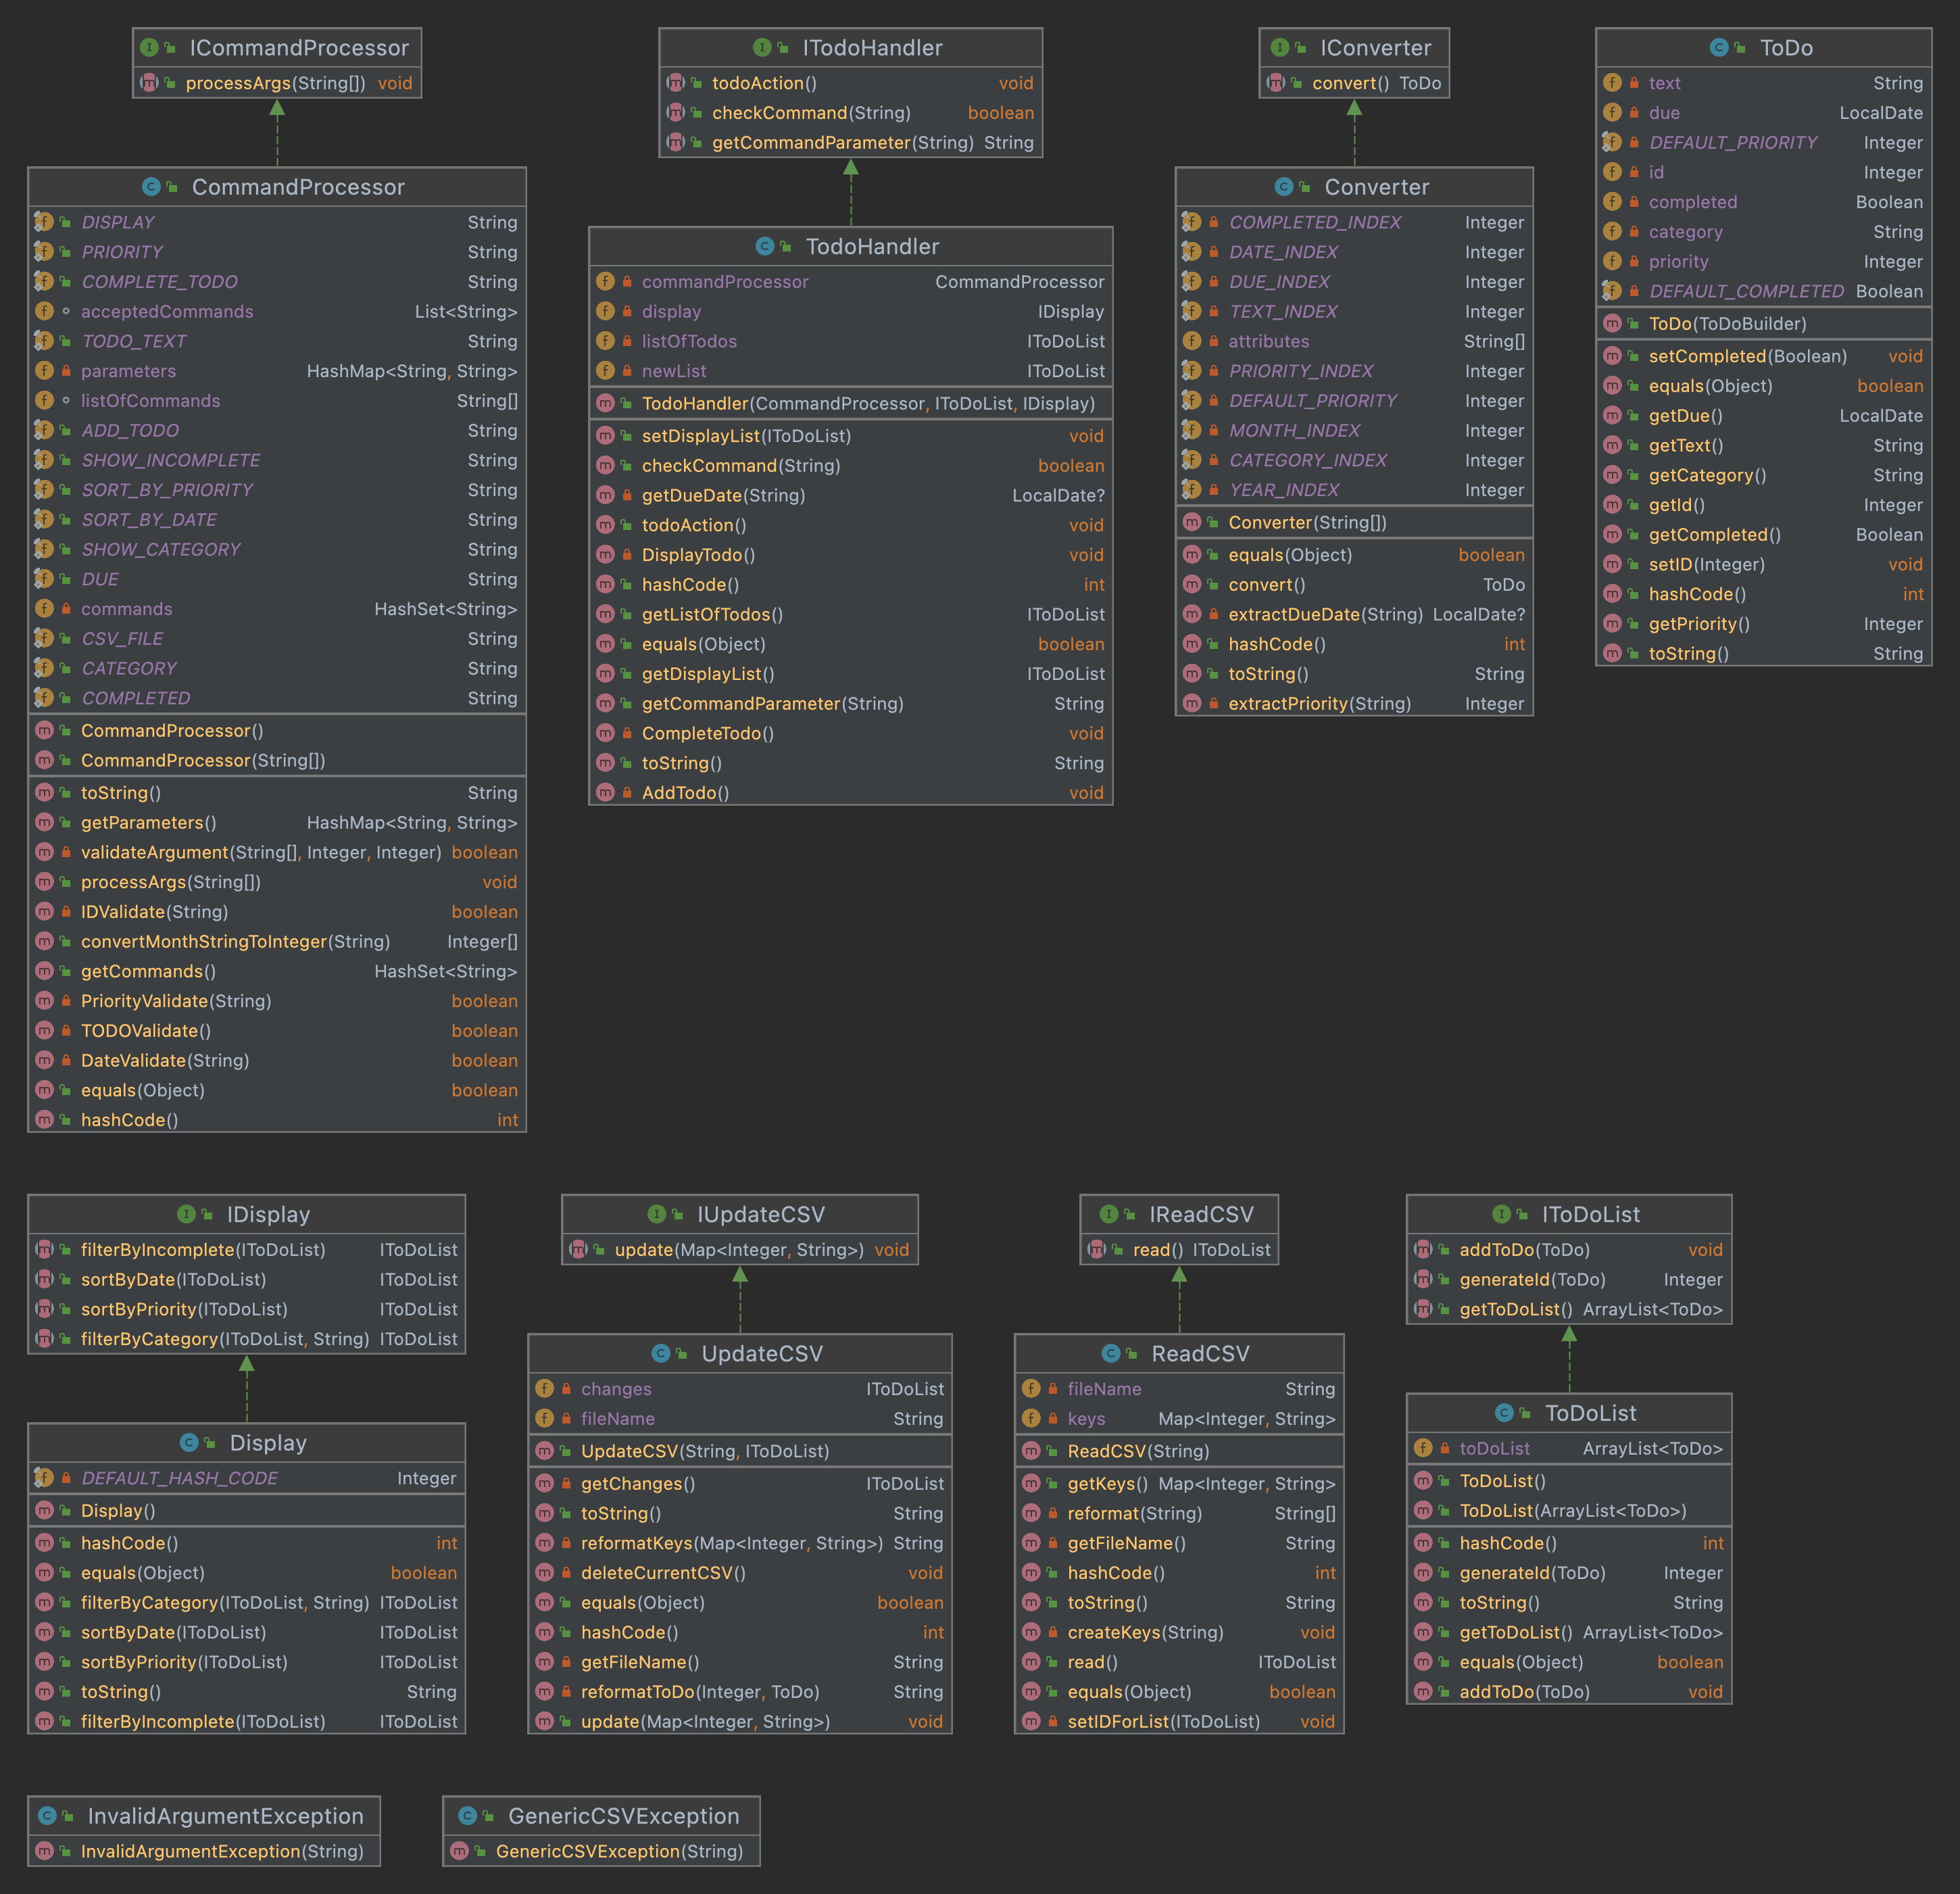 ICommandProcessor
processArgs(String[]) void
CommandProcessor
DISPLAY String
PRIORITY String
COMPLETE_TODO String
acceptedCommands List<String>
TODO_TEXT String
parameters HashMap<String, String>
listOfCommands String[]
ADD_TODO String
SHOW_INCOMPLETE String
SORT_BY_PRIORITY String
SORT_BY_DATE String
SHOW_CATEGORY String
DUE String
commands HashSet<String>
CSV_FILE String
CATEGORY String
COMPLETED String
CommandProcessor()
CommandProcessor(String[])
toString() String
getParameters() HashMap<String, String>
validateArgument(String[], Integer, Integer) boolean
processArgs(String[]) void
IDValidate(String) boolean
convertMonthStringToInteger(String) Integer[]
getCommands() HashSet<String>
PriorityValidate(String) boolean
TODOValidate() boolean
DateValidate(String) boolean
equals(Object) boolean
hashCode() int
ITodoHandler
todoAction() void
checkCommand(String) boolean
getCommandParameter(String) String
TodoHandler
commandProcessor CommandProcessor
display IDisplay
listOfTodos IToDoList
newList IToDoList
TodoHandler(CommandProcessor, IToDoList, IDisplay)
setDisplayList(IToDoList) void
checkCommand(String) boolean
getDueDate(String) LocalDate?
todoAction() void
DisplayTodo() void
hashCode() int
getListOfTodos() IToDoList
equals(Object) boolean
getDisplayList() IToDoList
getCommandParameter(String) String
CompleteTodo() void
toString() String
AddTodo() void
IConverter
convert() ToDo
Converter
COMPLETED_INDEX Integer
DATE_INDEX Integer
DUE_INDEX Integer
TEXT_INDEX Integer
attributes String[]
PRIORITY_INDEX Integer
DEFAULT_PRIORITY Integer
MONTH_INDEX Integer
CATEGORY_INDEX Integer
YEAR_INDEX Integer
Converter(String[])
equals(Object) boolean
convert() ToDo
extractDueDate(String) LocalDate?
hashCode() int
toString() String
extractPriority(String) Integer
ToDo
text String
due LocalDate
DEFAULT_PRIORITY Integer
id Integer
completed Boolean
category String
priority Integer
DEFAULT_COMPLETED Boolean
ToDo(ToDoBuilder)
setCompleted(Boolean) void
equals(Object) boolean
getDue() LocalDate
getText() String
getCategory() String
getId() Integer
getCompleted() Boolean
setID(Integer) void
hashCode() int
getPriority() Integer
toString() String
IDisplay
filterByIncomplete(IToDoList) IToDoList
sortByDate(IToDoList) IToDoList
sortByPriority(IToDoList) IToDoList
filterByCategory(IToDoList, String) IToDoList
Display
DEFAULT_HASH_CODE Integer
Display()
hashCode() int
equals(Object) boolean
filterByCategory(IToDoList, String) IToDoList
sortByDate(IToDoList) IToDoList
sortByPriority(IToDoList) IToDoList
toString() String
filterByIncomplete(IToDoList) IToDoList
IUpdateCSV
update(Map<Integer, String>) void
UpdateCSV
changes IToDoList
fileName String
UpdateCSV(String, IToDoList)
getChanges() IToDoList
toString() String
reformatKeys(Map<Integer, String>) String
deleteCurrentCSV() void
equals(Object) boolean
hashCode() int
getFileName() String
reformatToDo(Integer, ToDo) String
update(Map<Integer, String>) void
IReadCSV
read() IToDoList
ReadCSV
fileName String
keys Map<Integer, String>
ReadCSV(String)
getKeys() Map<Integer, String>
reformat(String) String[]
getFileName() String
hashCode() int
toString() String
createKeys(String) void
read() IToDoList
equals(Object) boolean
setIDForList(IToDoList) void
IToDoList
addToDo(ToDo) void
generateId(ToDo) Integer
getToDoList() ArrayList<ToDo>
ToDoList
toDoList ArrayList<ToDo>
ToDoList()
ToDoList(ArrayList<ToDo>)
hashCode() int
generateId(ToDo) Integer
toString() String
getToDoList() ArrayList<ToDo>
equals(Object) boolean
addToDo(ToDo) void
InvalidArgumentException
InvalidArgumentException(String)
GenericCSVException
GenericCSVException(String)